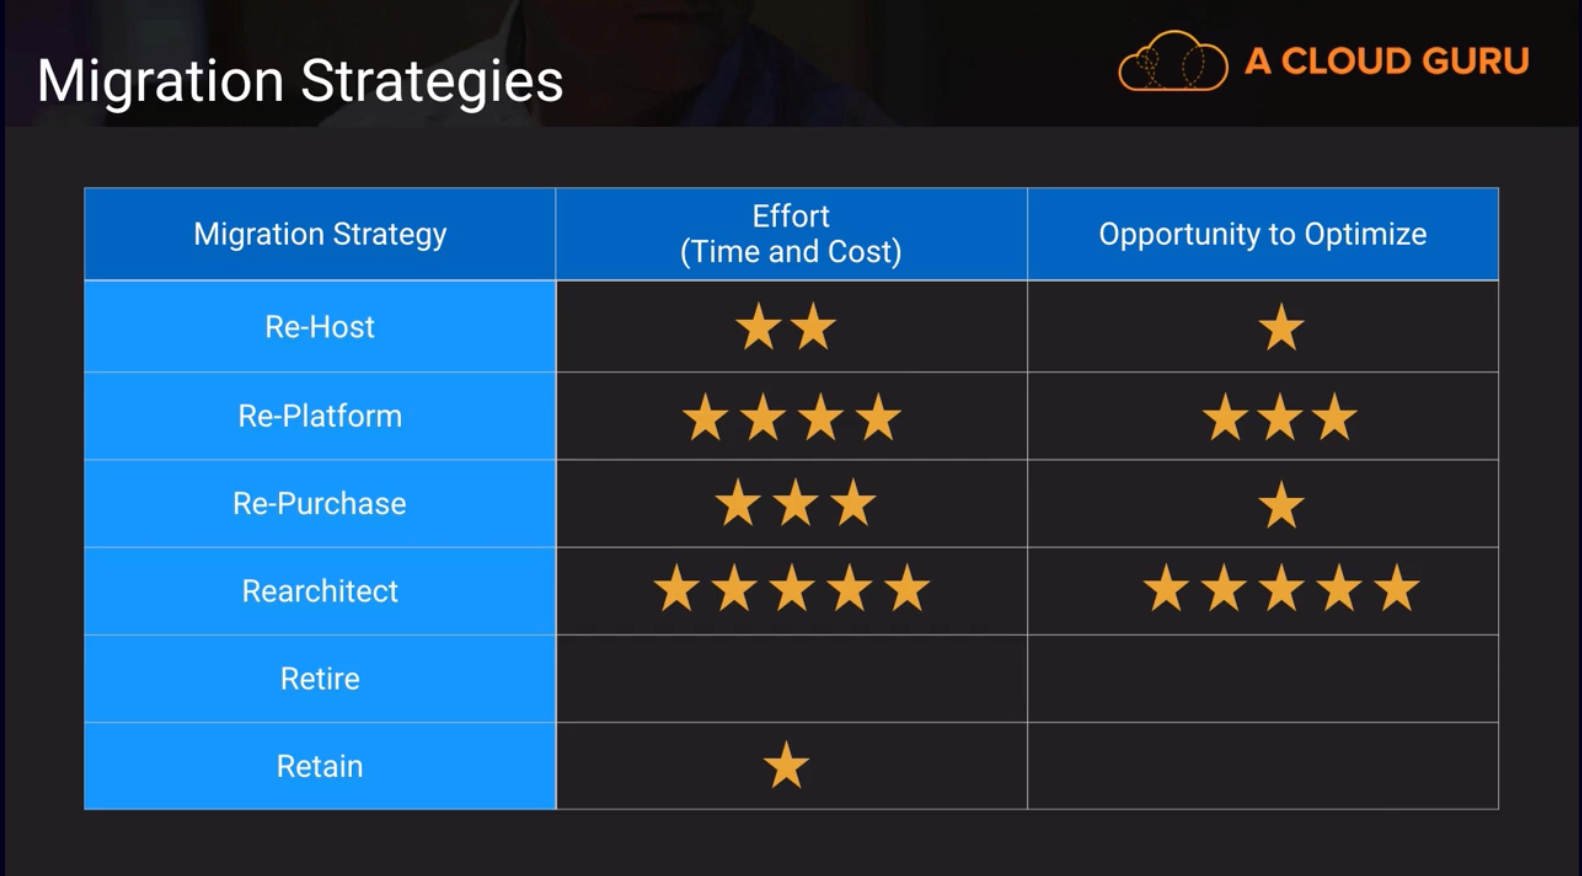 Migration Strategies
A CLOUD GURU
Migration Strategy
Effort
(Time and Cost)
Opportunity to Optimize
Re-Host
Re-Platform
Re-Purchase
Rearchitect
Retire
Retain